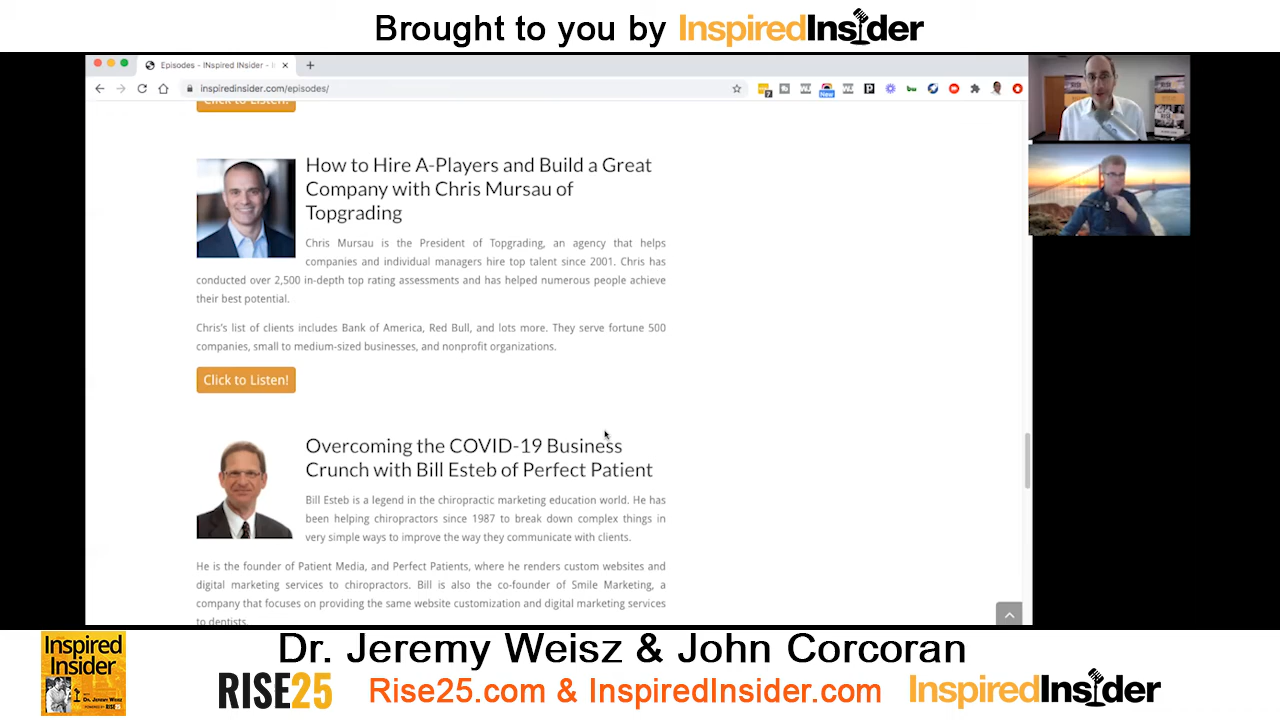 Brought to you by InspiredInsider
Episodes - INspired INsider - I
inspiredinsider.com/episodes/
New
Click to Listen!
How to Hire A-Players and Build a Great
Company with Chris Mursau of
Topgrading
Chris Mursau is the President of Topgrading, an agency that helps
companies and individual managers hire top talent since 2001. Chris has
conducted over 2,500 in-depth top rating assessments and has helped numerous people achieve
their best potential.
Chris's list of clients includes Bank of America, Red Bull, and lots more. They serve fortune 500
companies, small to medium-sized businesses, and nonprofit organizations.
Click to Listen!
Overcoming the COVID-19 Business
Crunch with Bill Esteb of Perfect Patient
Bill Esteb is a legend in the chiropractic marketing education world. He has
been helping chiropractors since 1987 to break down complex things in
very simple ways to improve the way they communicate with clients.
He is the founder of Patient Media, and Perfect Patients, where he renders custom websites and
digital marketing services to chiropractors. Bill is also the co-founder of Smile Marketing, a
company that focuses on providing the same website customization and digital marketing services
to dentists.
Inspired
Insider
Dr. Jeremy Weisz & John Corcoran
RISE25
Rise25.com & InspiredInsider.com
InspiredInsider